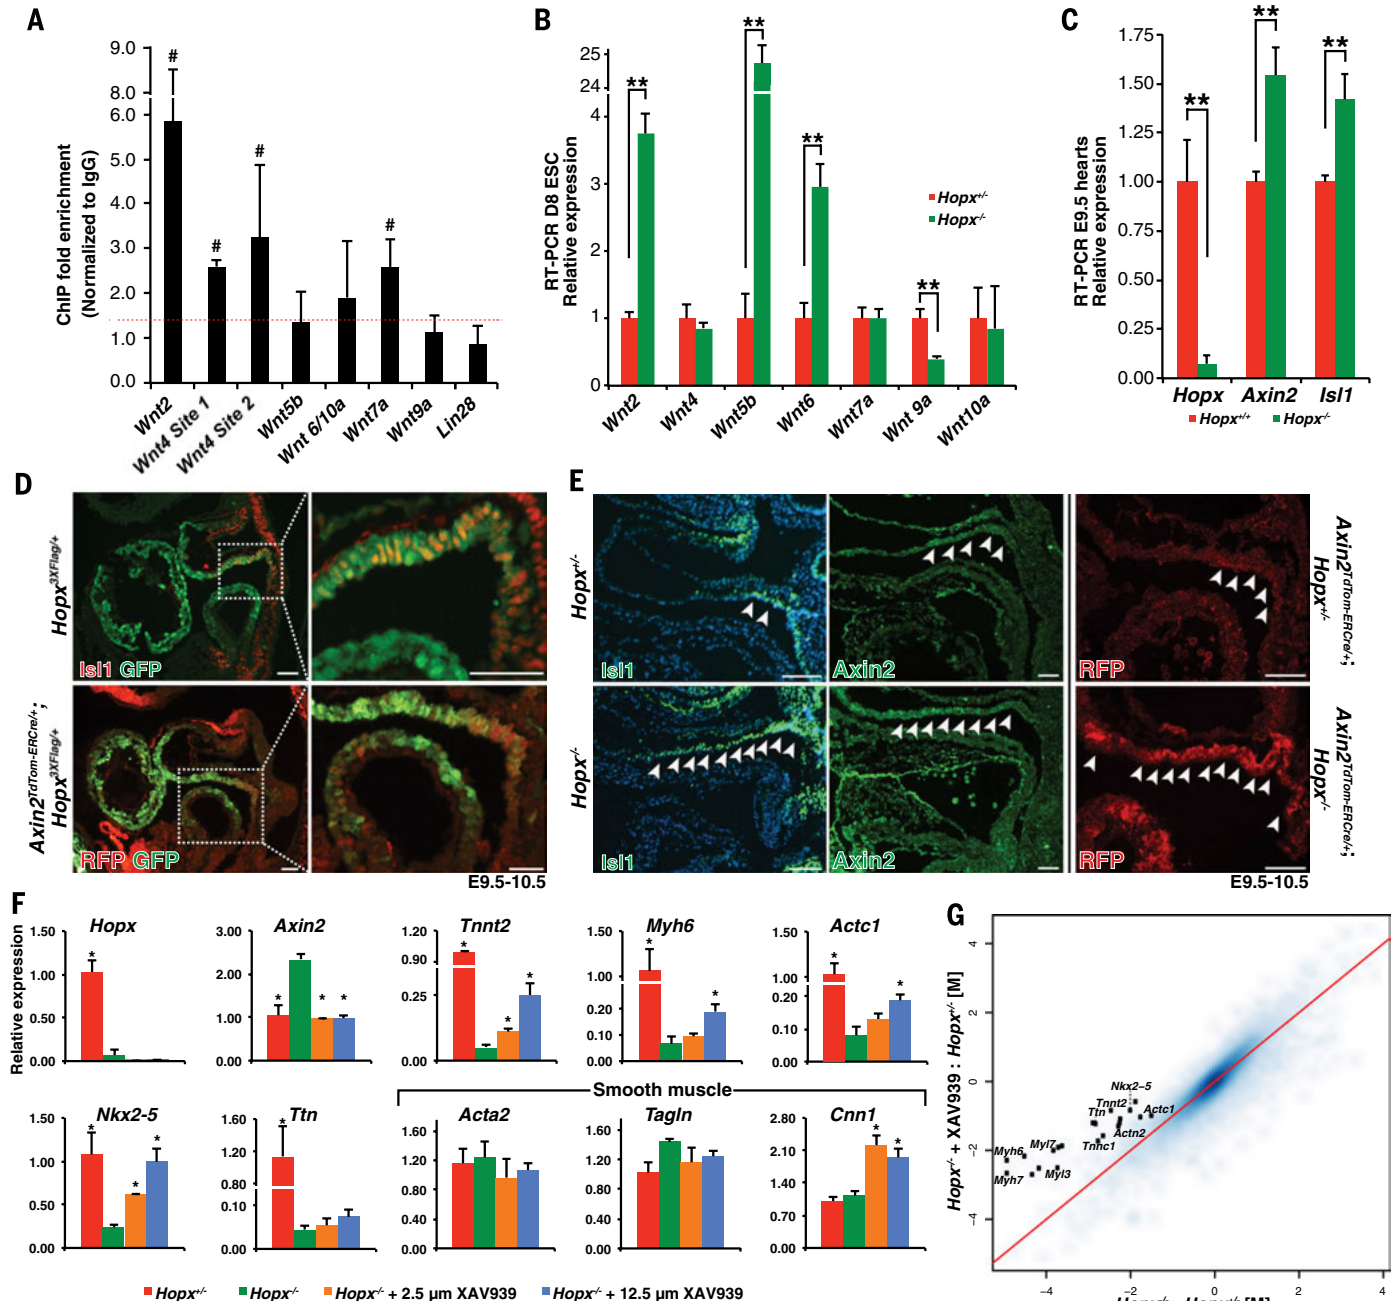 A
ChIP fold enrichment
(Normalized to IgG)
9.0
8.0
6.0
5.0
4.0
3.0
2.0
1.0
0.0
#
#
#
#
Wnt2
Wnt4 Site 1
Wnt4 Site 2
Wnt5b
Wnt 6/10a
Wnt7a
Wnt9a
Lin28
B
RT-PCR D8 ESC
Relative expression
25
24
4
3
2
1
0
**
**
**
**
Hopx+/-
Hopx-/-
Wnt2
Wnt4
Wnt5b
Wnt6
Wnt7a
Wnt 9a
Wnt10a
C
RT-PCR E9.5 hearts
Relative expression
1.75
1.50
1.25
1.00
0.75
0.50
0.25
0.00
**
**
**
Hopx
Axin2
Isl1
Hopx+/+
Hopx-/-
D
Hopx3XFlag/+
Isl1 GFP
Axin2TdTom-ERCre/+;
Hopx3XFlag/+
RFP GFP
E9.5-10.5
E
Hopx+/-
Isl1
Axin2
RFP
Axin2TdTom-ERCre/+;
Hopx+/-
Hopx-/-
Isl1
Axin2
RFP
Axin2TdTom-ERCre/+;
Hopx-/-
E9.5-10.5
F
Relative expression
Hopx
1.50
1.00
0.50
0.00
*
Axin2
3.00
2.00
1.00
0.00
* * *
Tnnt2
1.20
0.90
0.25
0.00
* *
Myh6
1.50
1.00
0.20
0.10
0.00
* *
Actc1
1.50
1.00
0.20
0.10
0.00
* *
Smooth muscle
Nkx2-5
1.50
1.00
0.50
0.00
* * *
Ttn
1.60
1.20
0.80
0.10
0.00
*
Acta2
1.60
1.20
0.80
0.40
0.00
Tagln
1.60
1.20
0.80
0.40
0.00
Cnn1
2.80
2.10
1.40
0.70
0.00
* *
Hopx+/-
Hopx-/-
Hopx-/- + 2.5 µm XAV939
Hopx-/- + 12.5 µm XAV939
G
Hopx-/- + XAV939 : Hopx+/- [M]
4
2
0
−2
−4
Nkx2−5
Tnnt2
Ttn
Actc1
Actn2
Tnnc1
Myl7
Myh6
Myl3
Myh7
−4
−2
0
2
4